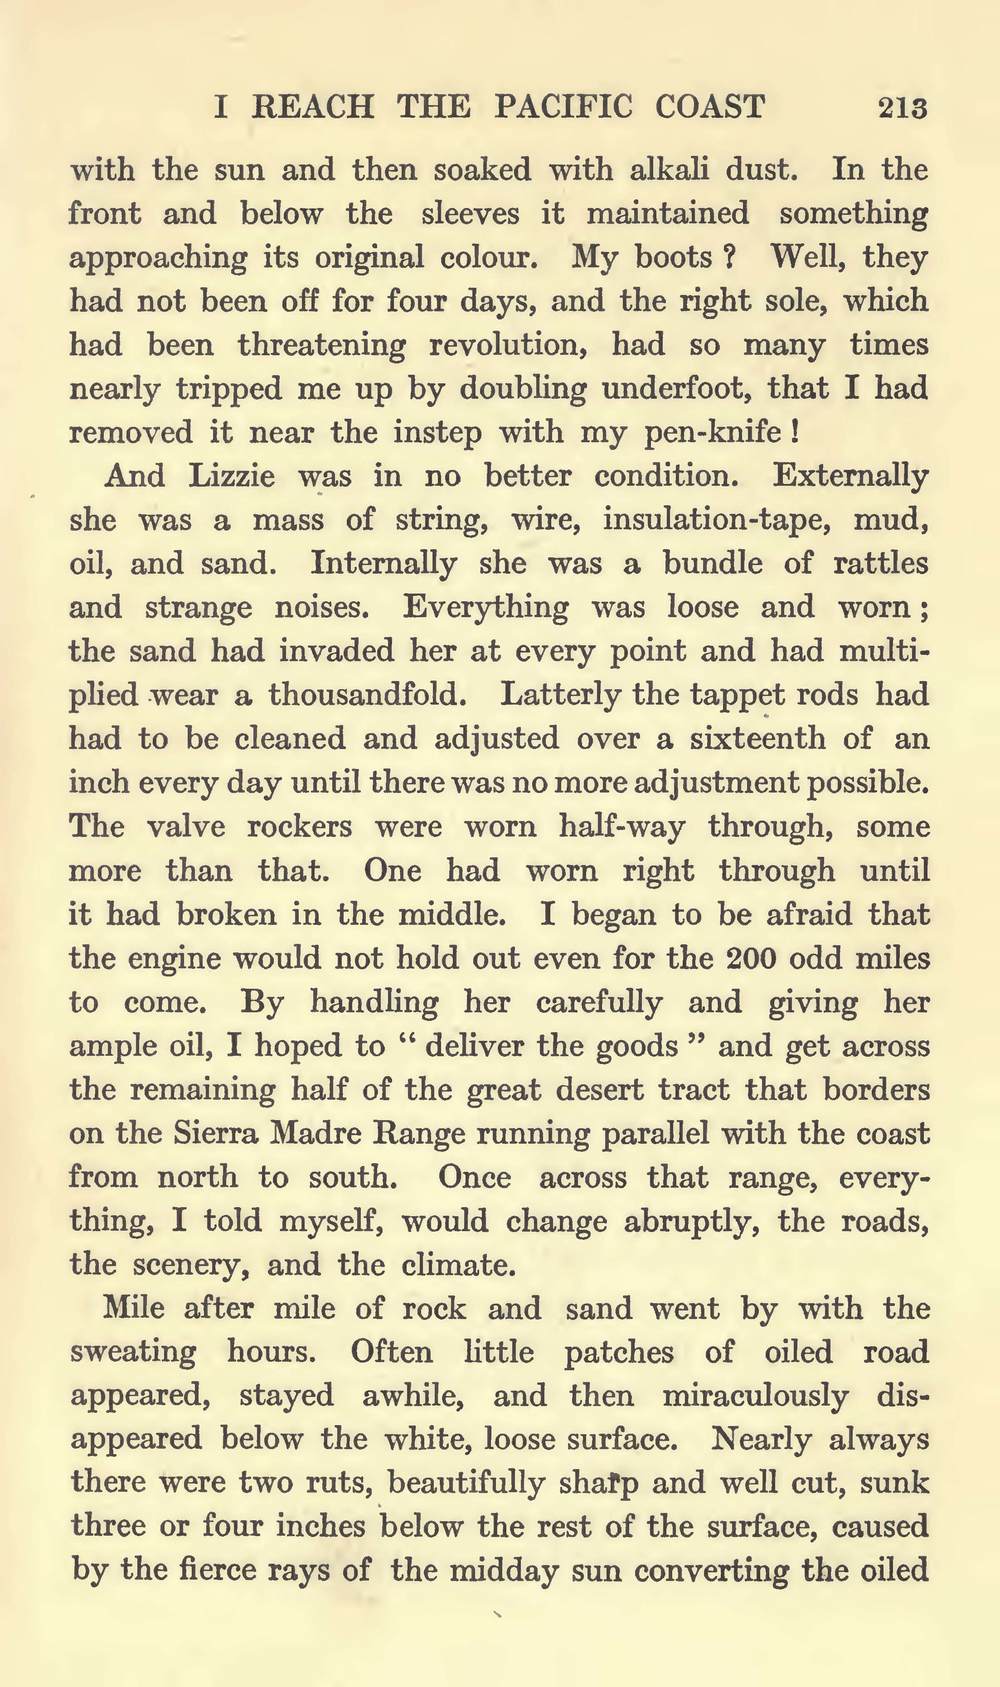 I REACH THE PACIFIC COAST 213
with the sun and then soaked with alkali dust. In the
front and below the sleeves it maintained something
approaching its original colour. My boots ? Well, they
had not been off for four days, and the right sole, which
had been threatening revolution, had so many times
nearly tripped me up by doubling underfoot, that I had
removed it near the instep with my pen-knife !
And Lizzie was in no better condition. Externally
she was a mass of string, wire, insulation-tape, mud,
oil, and sand. Internally she was a bundle of rattles
and strange noises. Everything was loose and worn ;
the sand had invaded her at every point and had multi-
plied wear a thousandfold. Latterly the tappet rods had
had to be cleaned and adjusted over a sixteenth of an
inch every day until there was no more adjustment possible.
The valve rockers were worn half-way through, some
more than that. One had worn right through until
it had broken in the middle. I began to be afraid that
the engine would not hold out even for the 200 odd miles
to come. By handling her carefully and giving her
ample oil, I hoped to “ deliver the goods ” and get across
the remaining half of the great desert tract that borders
on the Sierra Madre Range running parallel with the coast
from north to south. Once across that range, every-
thing, I told myself, would change abruptly, the roads,
the scenery, and the climate.
Mile after mile of rock and sand went by with the
sweating hours. Often little patches of oiled road
appeared, stayed awhile, and then miraculously dis-
appeared below the white, loose surface. Nearly always
there were two ruts, beautifully sharp and well cut, sunk
three or four inches below the rest of the surface, caused
by the fierce rays of the midday sun converting the oiled